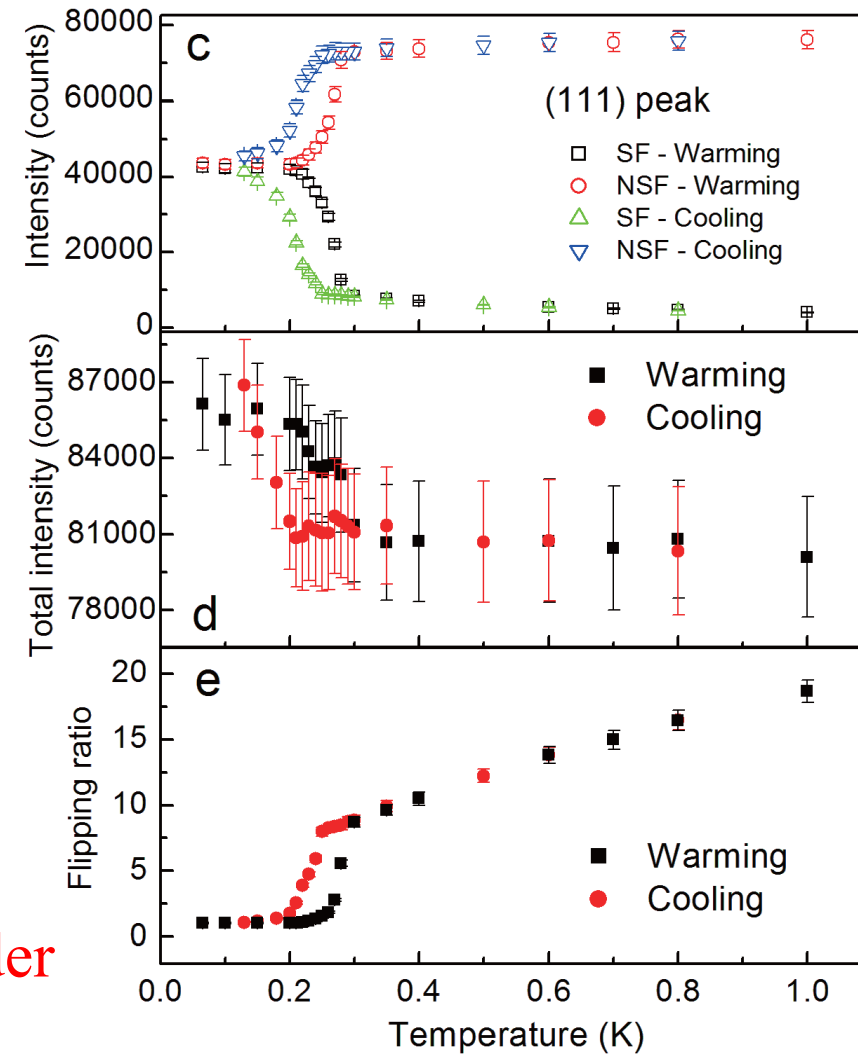 c
80000
60000
40000
20000
0
Intensity (counts)
(111) peak
SF - Warming
NSF - Warming
SF - Cooling
NSF - Cooling
d
87000
84000
81000
78000
Total intensity (counts)
Warming
Cooling
e
20
15
10
5
0
Flipping ratio
Warming
Cooling
0.0 0.2 0.4 0.6 0.8 1.0
Temperature (K)